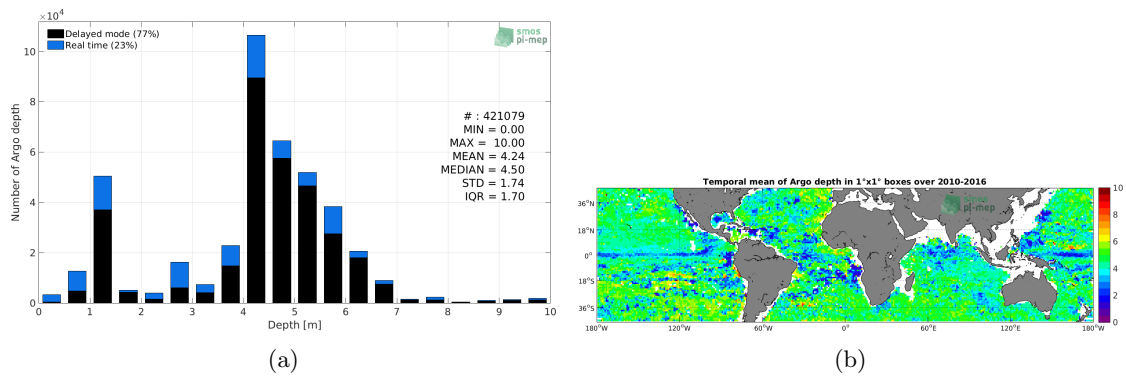 ×10⁴
Delayed mode (77%)
Real time (23%)
smos
pi-mep
10
8
6
4
2
0
Number of Argo depth
# : 421079
MIN = 0.00
MAX = 10.00
MEAN = 4.24
MEDIAN = 4.50
STD = 1.74
IQR = 1.70
0 1 2 3 4 5 6 7 8 9 10
Depth [m]
(a)
Temporal mean of Argo depth in 1°x1° boxes over 2010-2016
smos
pi-mep
36°N
18°N
0°
18°S
36°S
180°W 120°W 60°W 0° 60°E 120°E 180°W
10
8
6
4
2
0
(b)